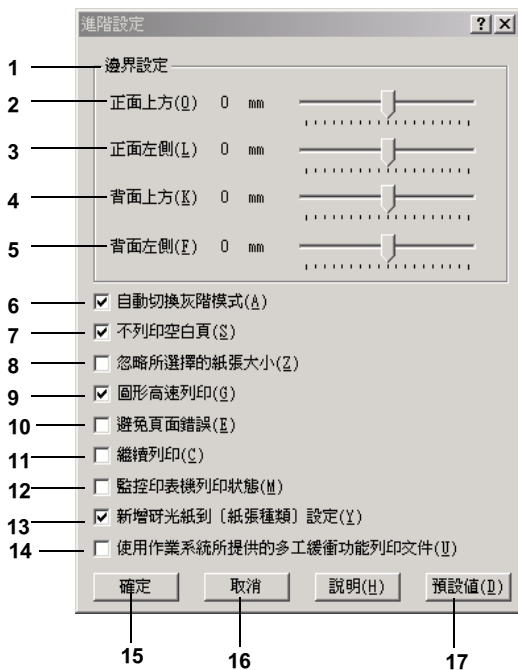 進階設定 ? ×
1 邊界設定
2 正面上方(O) 0 mm
3 正面左側(L) 0 mm
4 背面上方(K) 0 mm
5 背面左側(F) 0 mm
6 自動切換灰階模式(A)
7 不列印空白頁(S)
8 忽略所選擇的紙張大小(Z)
9 圖形高速列印(G)
10 避免頁面錯誤(E)
11 繼續列印(C)
12 監控印表機列印狀態(M)
13 新增砑光紙到〔紙張種類〕設定(Y)
14 使用作業系統所提供的多工緩衝功能列印文件(U)
確定 取消 說明(H) 預設值(D)
15 16 17